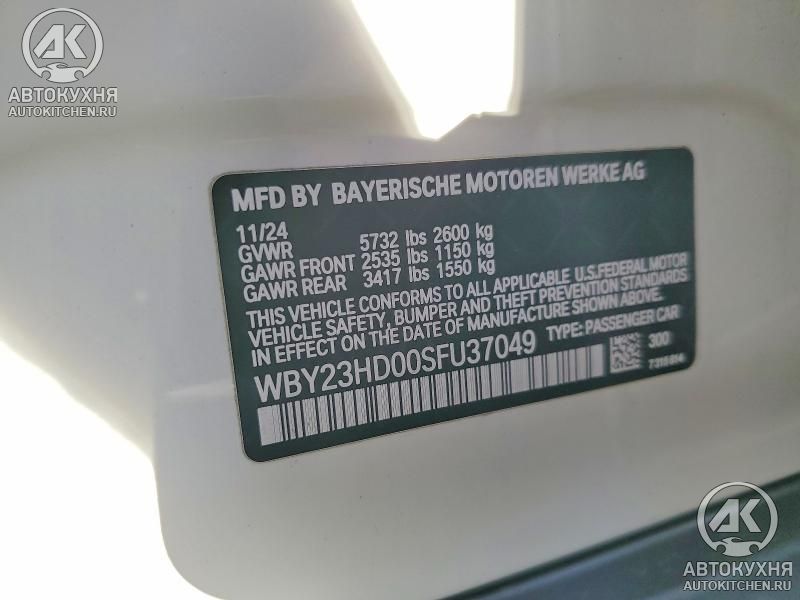 AK
АВТОКУХНЯ
AUTOKITCHEN.RU
MFD BY BAYERISCHE MOTOREN WERKE AG
11/24
GVWR 5732 lbs 2600 kg
GAWR FRONT 2535 lbs 1150 kg
GAWR REAR 3417 lbs 1550 kg
THIS VEHICLE CONFORMS TO ALL APPLICABLE U.S.FEDERAL MOTOR
VEHICLE SAFETY, BUMPER AND THEFT PREVENTION STANDARDS
IN EFFECT ON THE DATE OF MANUFACTURE SHOWN ABOVE.
WBY23HD00SFU37049 TYPE: PASSENGER CAR
300
AK
АВТОКУХНЯ
AUTOKITCHEN.RU